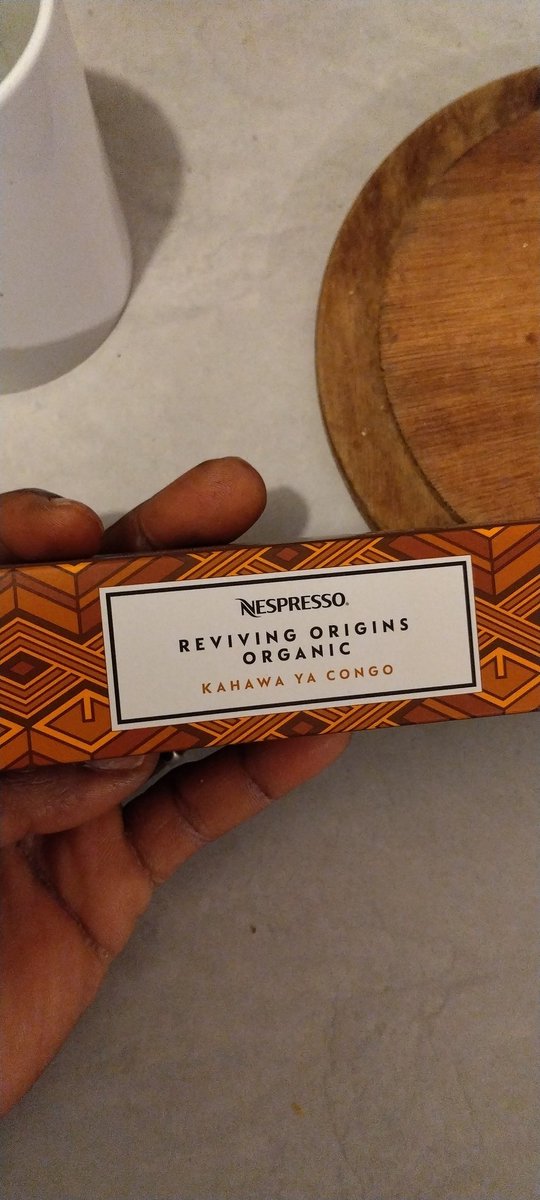 NESPRESSO®
REVIVING ORIGINS
ORGANIC
KAHAWA YA CONGO